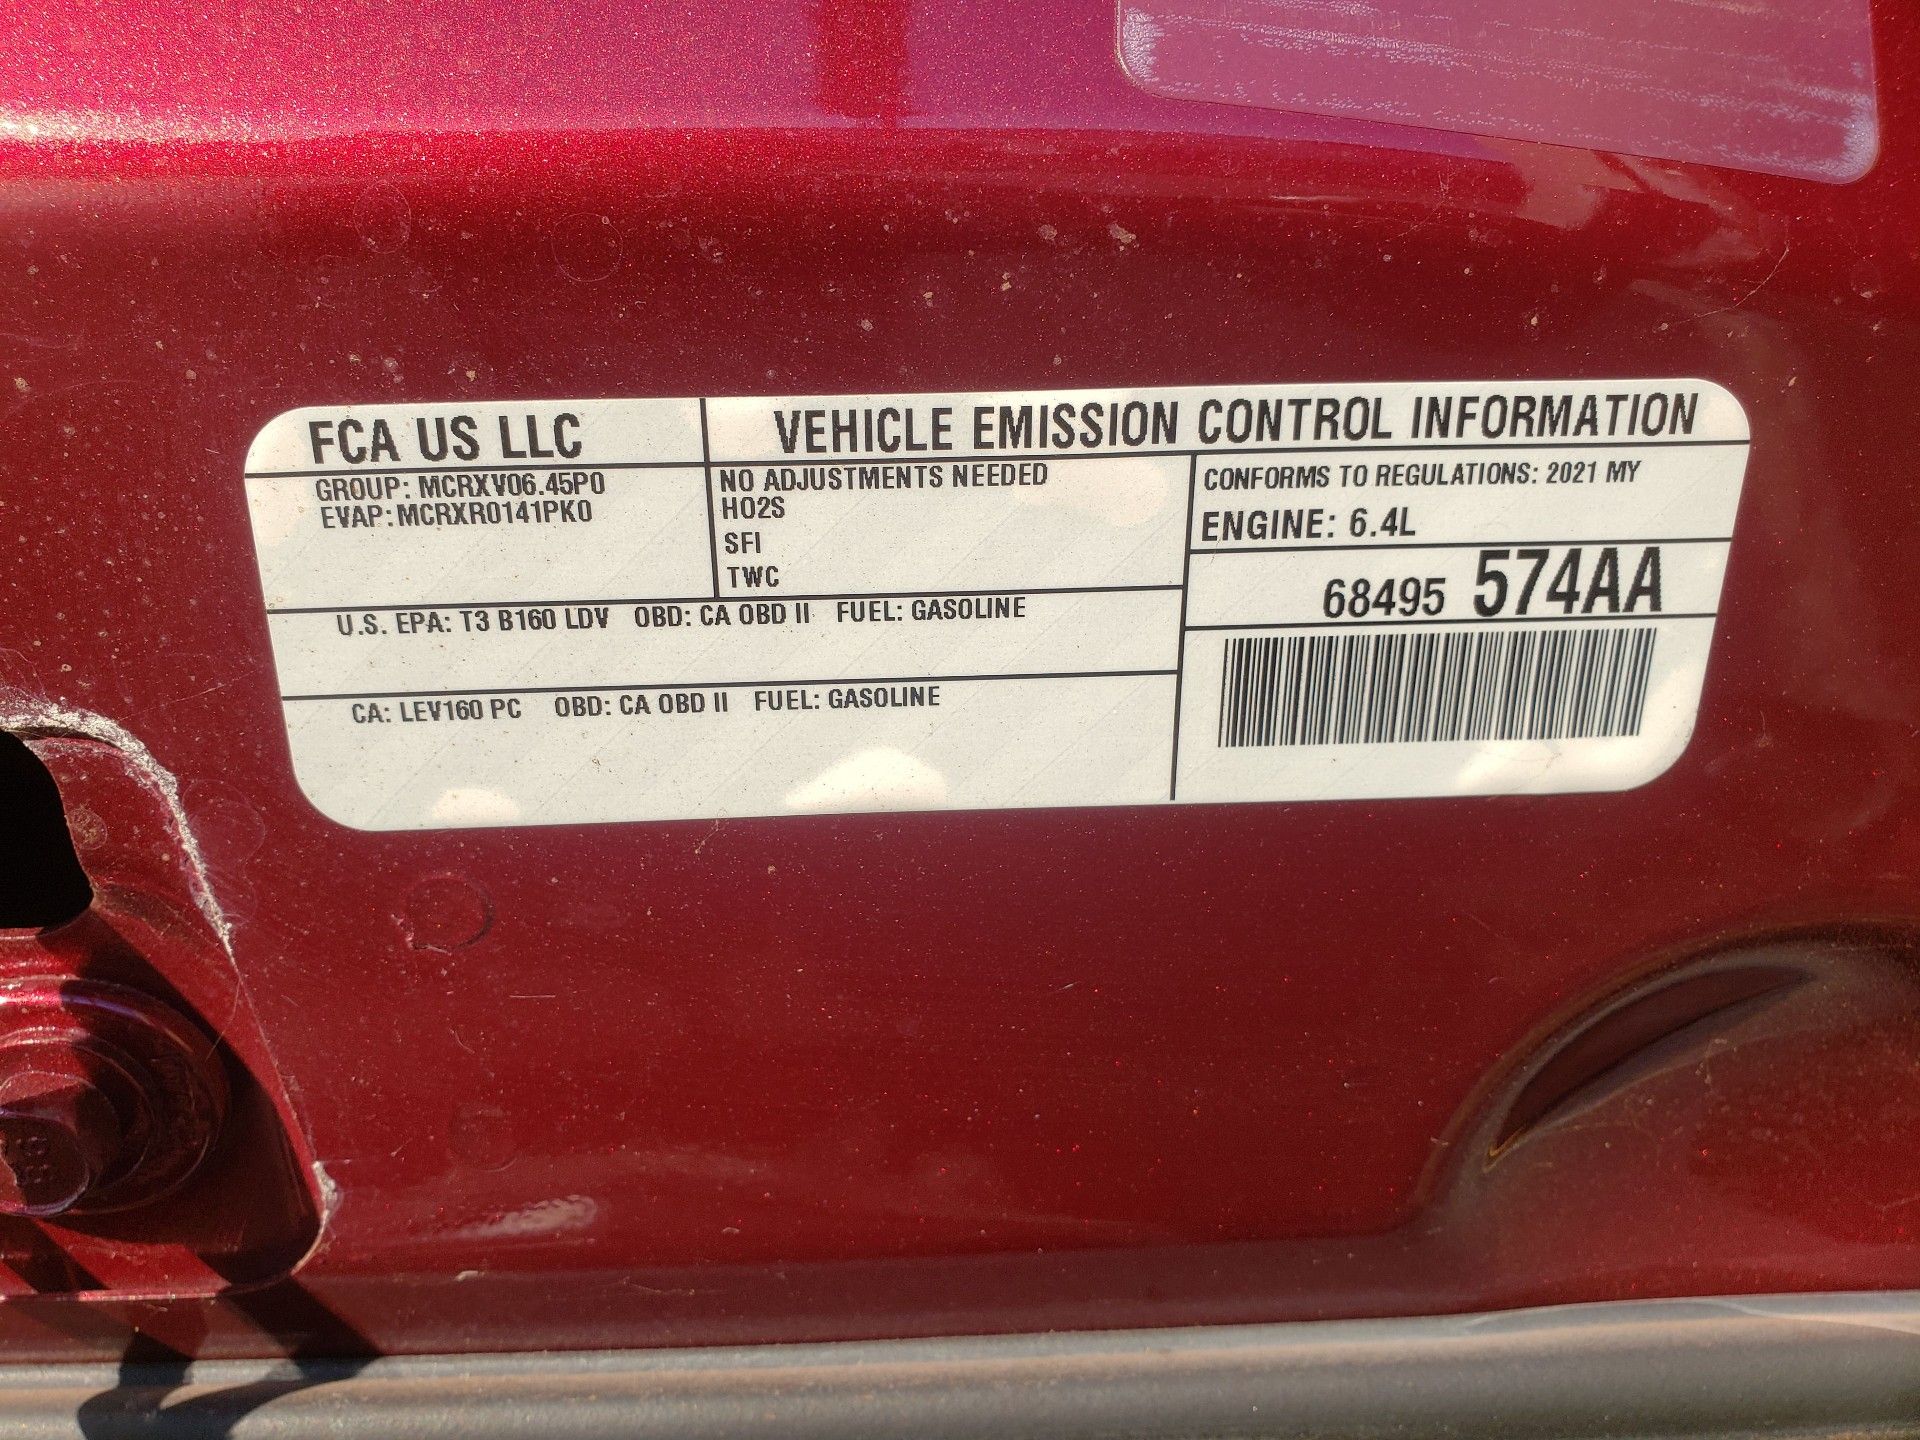 FCA US LLC
VEHICLE EMISSION CONTROL INFORMATION
GROUP: MCRXV06.45P0
EVAP: MCRXR0141PK0
NO ADJUSTMENTS NEEDED
HO2S
SFI
TWC
CONFORMS TO REGULATIONS: 2021 MY
ENGINE: 6.4L
68495 574AA
U.S. EPA: T3 B160 LDV OBD: CA OBD II FUEL: GASOLINE
CA: LEV160 PC OBD: CA OBD II FUEL: GASOLINE